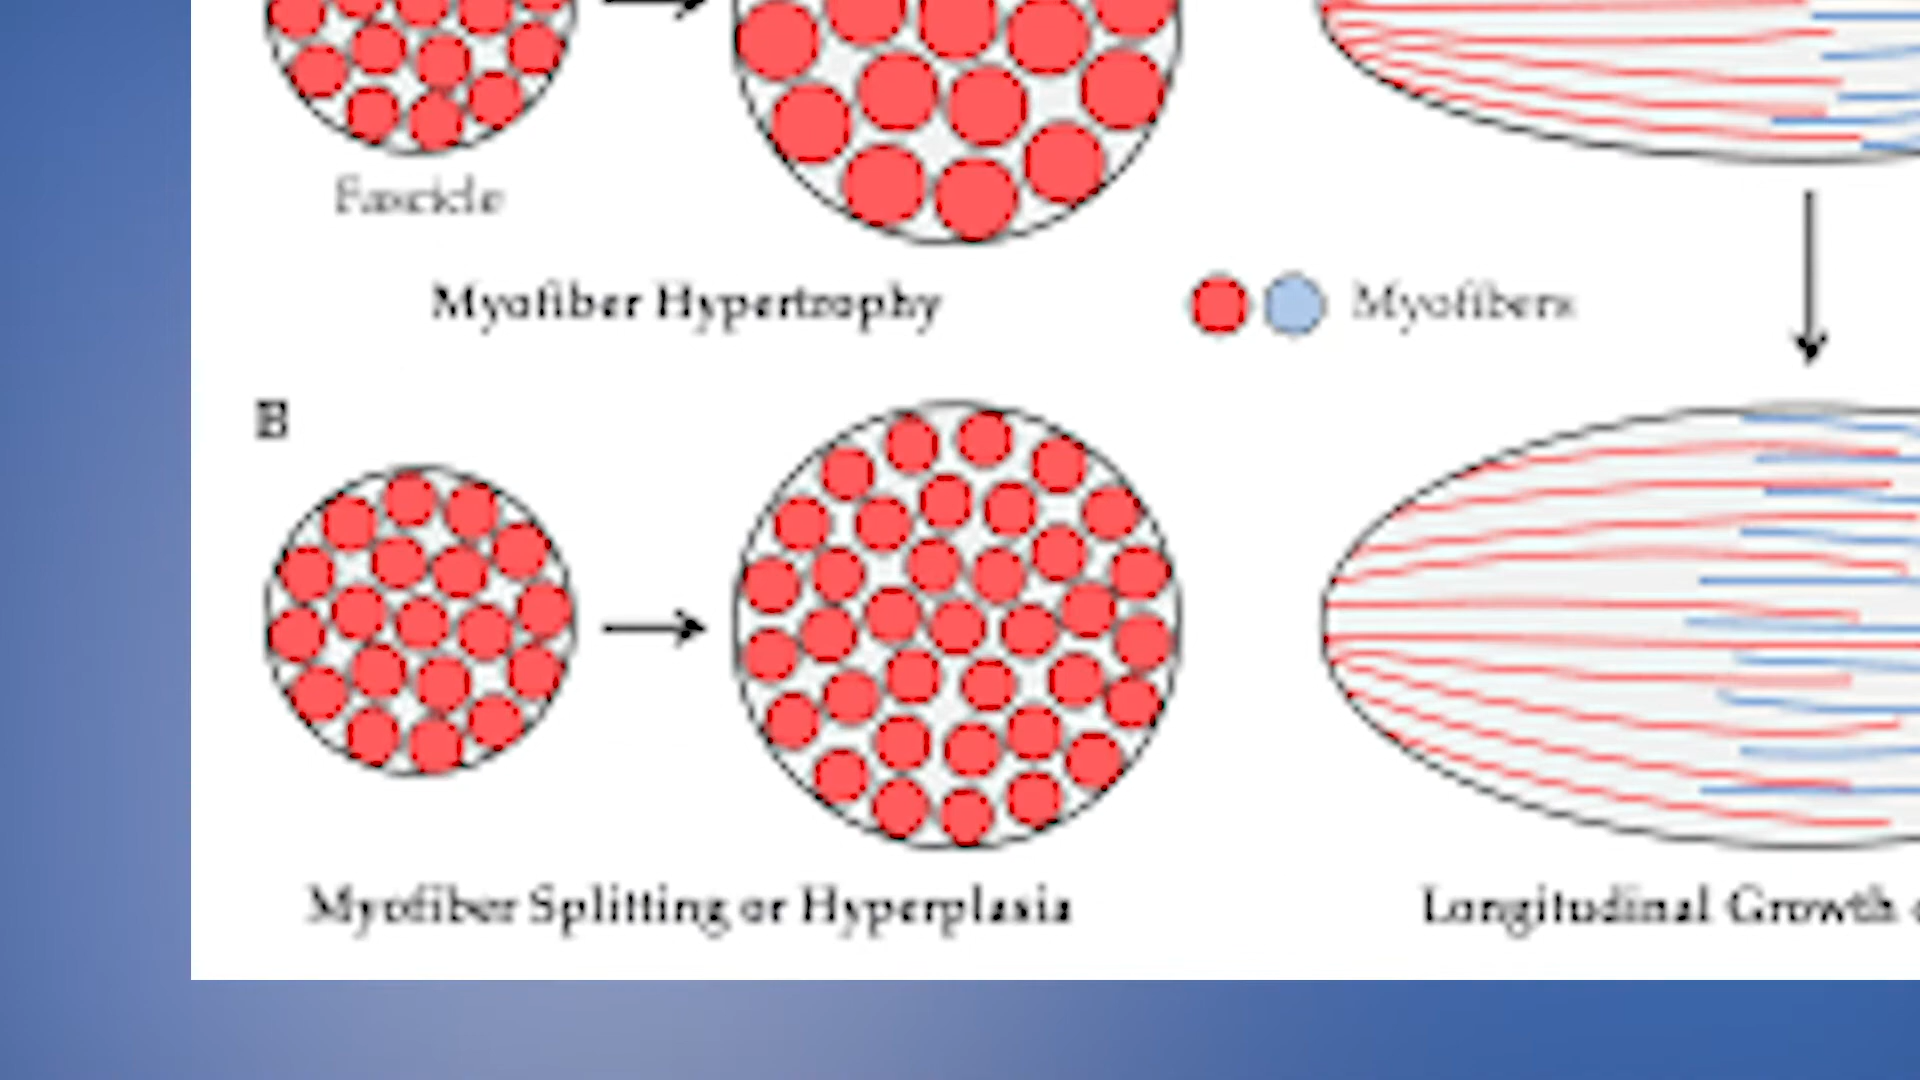 Fascicle
Myofiber Hypertrophy
Myofibers
B
Myofiber Splitting or Hyperplasia
Longitudinal Growth